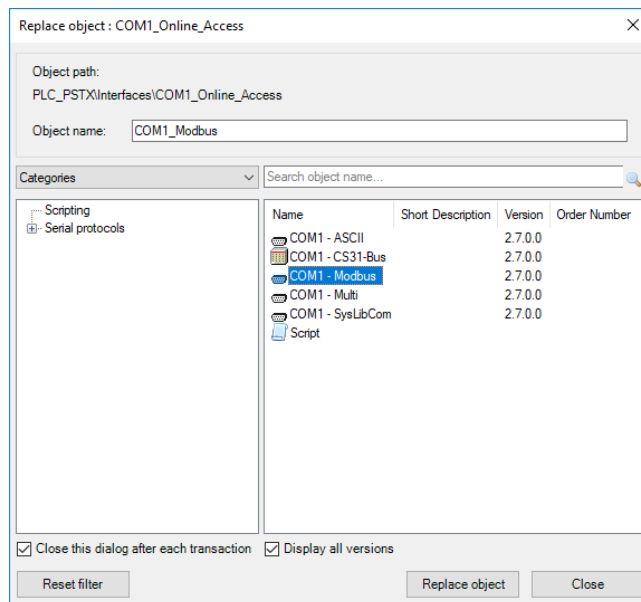 Replace object : COM1_Online_Access
Object path:
PLC_PSTX\Interfaces\COM1_Online_Access
Object name: COM1_Modbus
Categories Search object name...
Scripting
Serial protocols
Name Short Description Version Order Number
COM1 - ASCII 2.7.0.0
COM1 - CS31-Bus 2.7.0.0
COM1 - Modbus 2.7.0.0
COM1 - Multi 2.7.0.0
COM1 - SysLibCom 2.7.0.0
Script
Close this dialog after each transaction Display all versions
Reset filter Replace object Close